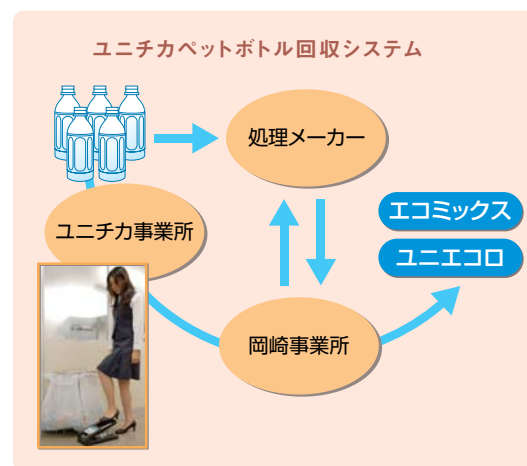 ユニチカペットボトル回収システム
処理メーカー
エコミックス
ユニチカ事業所
ユニエコロ
岡崎事業所